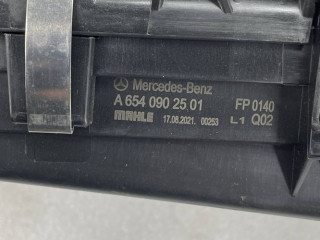 Mercedes-Benz
A 654 090 25 01 FP 0140
MAHLE 17.08.2021. 00253 L1 Q02